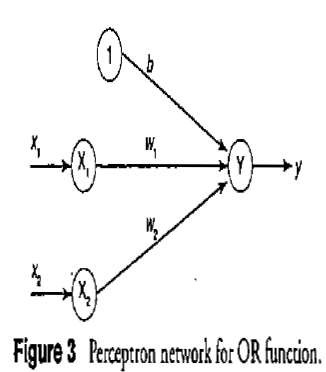 1
b
x₁
X₁
w₁
Y
y
w₂
x₂
X₂
Figure 3 Perceptron network for OR function.